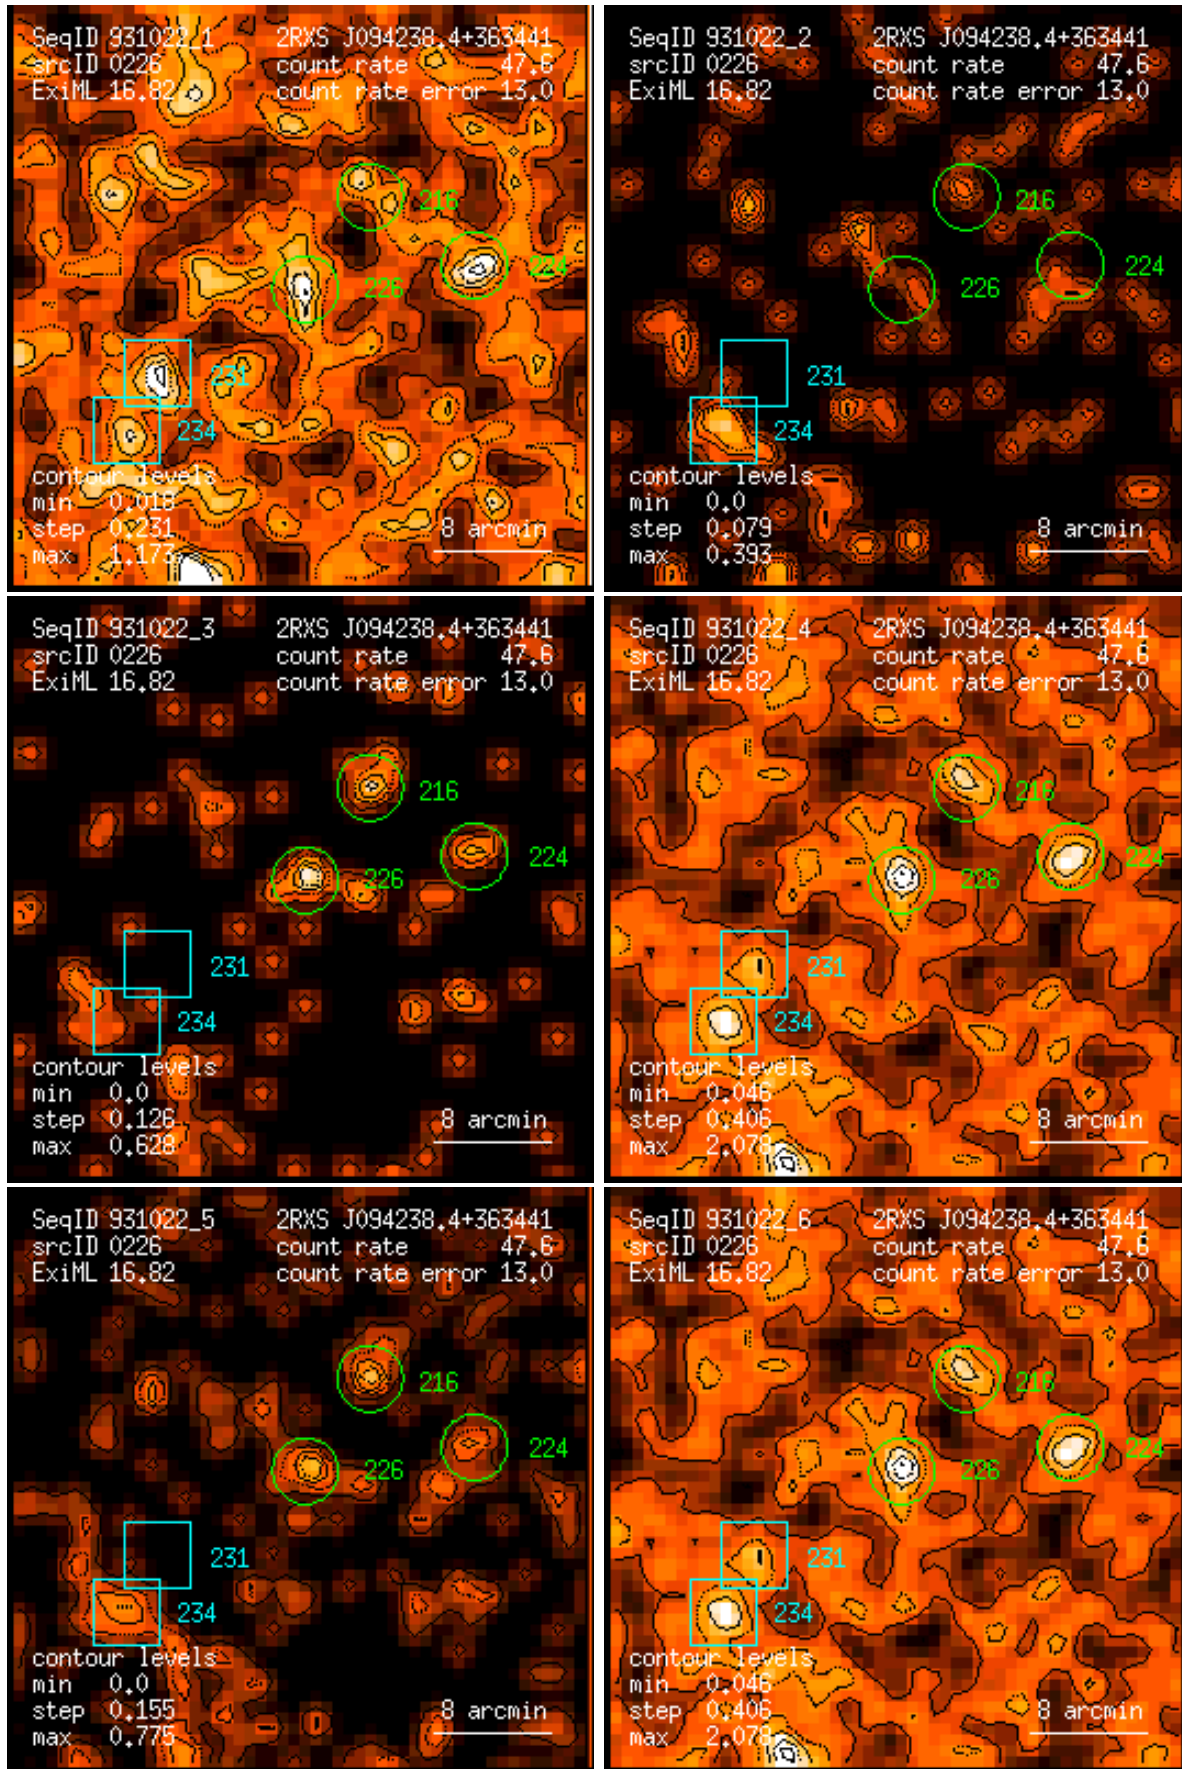 SeqID 931022_1 2RXS J094238.4+363441
srcID 0226 count rate 47.6
ExiML 16.82 count rate error 13.0
216
224
226
231
234
contour levels
min 0.018
step 0.231 8 arcmin
max 1.173
SeqID 931022_2 2RXS J094238.4+363441
srcID 0226 count rate 47.6
ExiML 16.82 count rate error 13.0
216
224
226
231
234
contour levels
min 0.0
step 0.079 8 arcmin
max 0.393
SeqID 931022_3 2RXS J094238.4+363441
srcID 0226 count rate 47.6
ExiML 16.82 count rate error 13.0
216
224
226
231
234
contour levels
min 0.0
step 0.126 8 arcmin
max 0.628
SeqID 931022_4 2RXS J094238.4+363441
srcID 0226 count rate 47.6
ExiML 16.82 count rate error 13.0
216
224
226
231
234
contour levels
min 0.046
step 0.406 8 arcmin
max 2.078
SeqID 931022_5 2RXS J094238.4+363441
srcID 0226 count rate 47.6
ExiML 16.82 count rate error 13.0
216
224
226
231
234
contour levels
min 0.0
step 0.155 8 arcmin
max 0.775
SeqID 931022_6 2RXS J094238.4+363441
srcID 0226 count rate 47.6
ExiML 16.82 count rate error 13.0
216
224
226
231
234
contour levels
min 0.046
step 0.406 8 arcmin
max 2.078